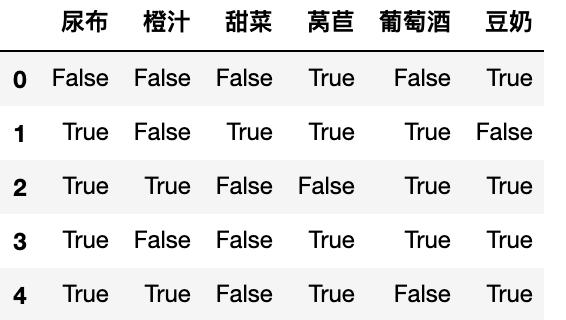 尿布 橙汁 甜菜 莴苣 葡萄酒 豆奶
0 False False False True False True
1 True False True True True False
2 True True False False True True
3 True False False True True True
4 True True False True False True